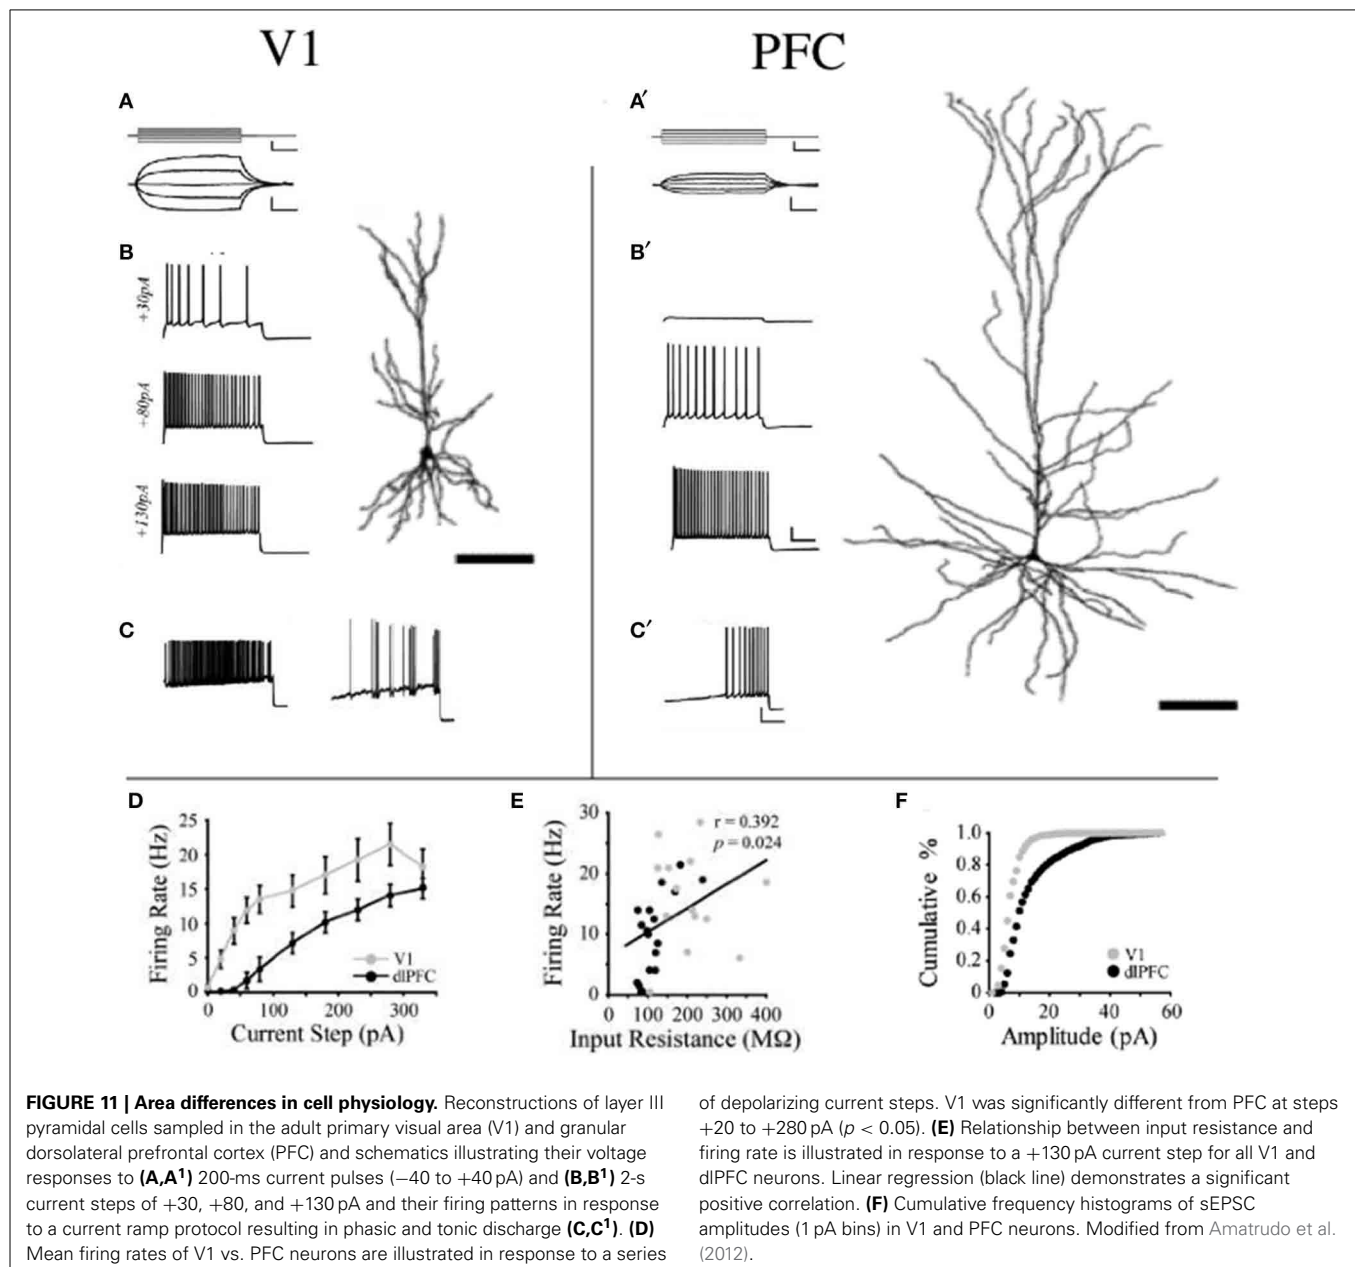 V1
PFC
A
A′
B
B′
+30pA
+80pA
+130pA
C
C′
D
E
F
Firing Rate (Hz)
25
20
15
10
5
0
0
100
200
300
Current Step (pA)
V1
dlPFC
Firing Rate (Hz)
30
20
10
0
0
100
200
300
400
Input Resistance (MΩ)
r = 0.392
p = 0.024
Cumulative %
1.0
0.8
0.6
0.4
0.2
0
0
20
40
60
Amplitude (pA)
V1
dlPFC
FIGURE 11 | Area differences in cell physiology. Reconstructions of layer III
pyramidal cells sampled in the adult primary visual area (V1) and granular
dorsolateral prefrontal cortex (PFC) and schematics illustrating their voltage
responses to (A,A¹) 200-ms current pulses (−40 to +40 pA) and (B,B¹) 2-s
current steps of +30, +80, and +130 pA and their firing patterns in response
to a current ramp protocol resulting in phasic and tonic discharge (C,C¹). (D)
Mean firing rates of V1 vs. PFC neurons are illustrated in response to a series
of depolarizing current steps. V1 was significantly different from PFC at steps
+20 to +280 pA (p < 0.05). (E) Relationship between input resistance and
firing rate is illustrated in response to a +130 pA current step for all V1 and
dlPFC neurons. Linear regression (black line) demonstrates a significant
positive correlation. (F) Cumulative frequency histograms of sEPSC
amplitudes (1 pA bins) in V1 and PFC neurons. Modified from Amatrudo et al.
(2012).